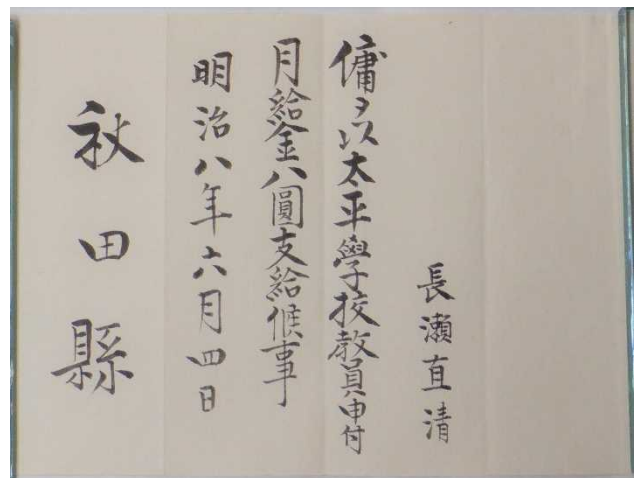 長瀬直清
傭ヲ以太平學校教員申付
月給金八圓支給候事
明治八年六月四日
秋田縣